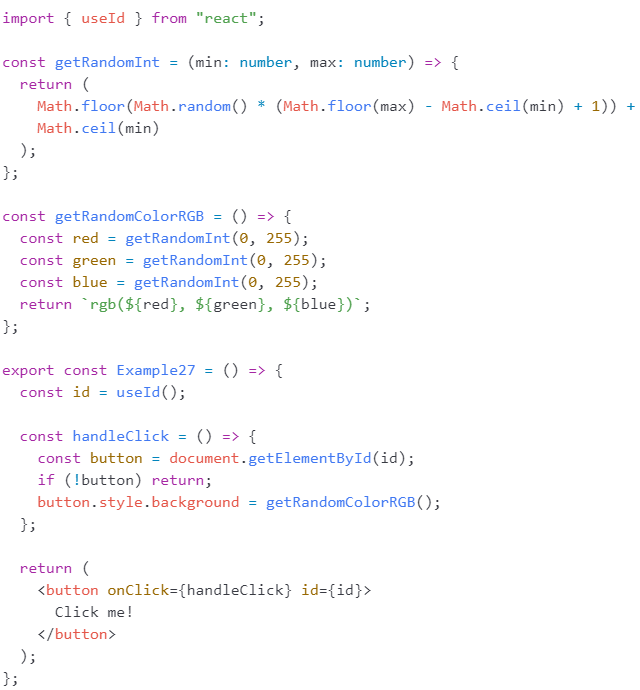 import { useId } from "react";

const getRandomInt = (min: number, max: number) => {
  return (
    Math.floor(Math.random() * (Math.floor(max) - Math.ceil(min) + 1)) +
    Math.ceil(min)
  );
};

const getRandomColorRGB = () => {
  const red = getRandomInt(0, 255);
  const green = getRandomInt(0, 255);
  const blue = getRandomInt(0, 255);
  return `rgb(${red}, ${green}, ${blue})`;
};

export const Example27 = () => {
  const id = useId();

  const handleClick = () => {
    const button = document.getElementById(id);
    if (!button) return;
    button.style.background = getRandomColorRGB();
  };

  return (
    <button onClick={handleClick} id={id}>
      Click me!
    </button>
  );
};